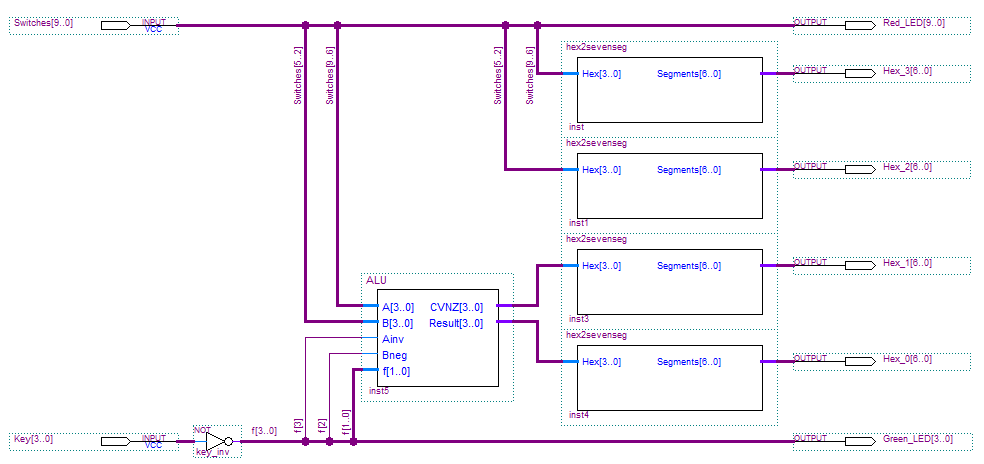 Switches[9..0] INPUT VCC OUTPUT Red_LED[9..0]
Switches[5..2] Switches[9..6] Switches[5..2] Switches[9..6]
hex2sevenseg
Hex[3..0] Segments[6..0] OUTPUT Hex_3[6..0]
inst
hex2sevenseg
Hex[3..0] Segments[6..0] OUTPUT Hex_2[6..0]
inst1
hex2sevenseg
Hex[3..0] Segments[6..0] OUTPUT Hex_1[6..0]
inst3
ALU
A[3..0] CVNZ[3..0]
B[3..0] Result[3..0]
Ainv
Bneg
f[1..0]
inst5
hex2sevenseg
Hex[3..0] Segments[6..0] OUTPUT Hex_0[6..0]
inst4
f[3] f[2] f[1..0]
Key[3..0] INPUT VCC NOT key_inv f[3..0] OUTPUT Green_LED[3..0]